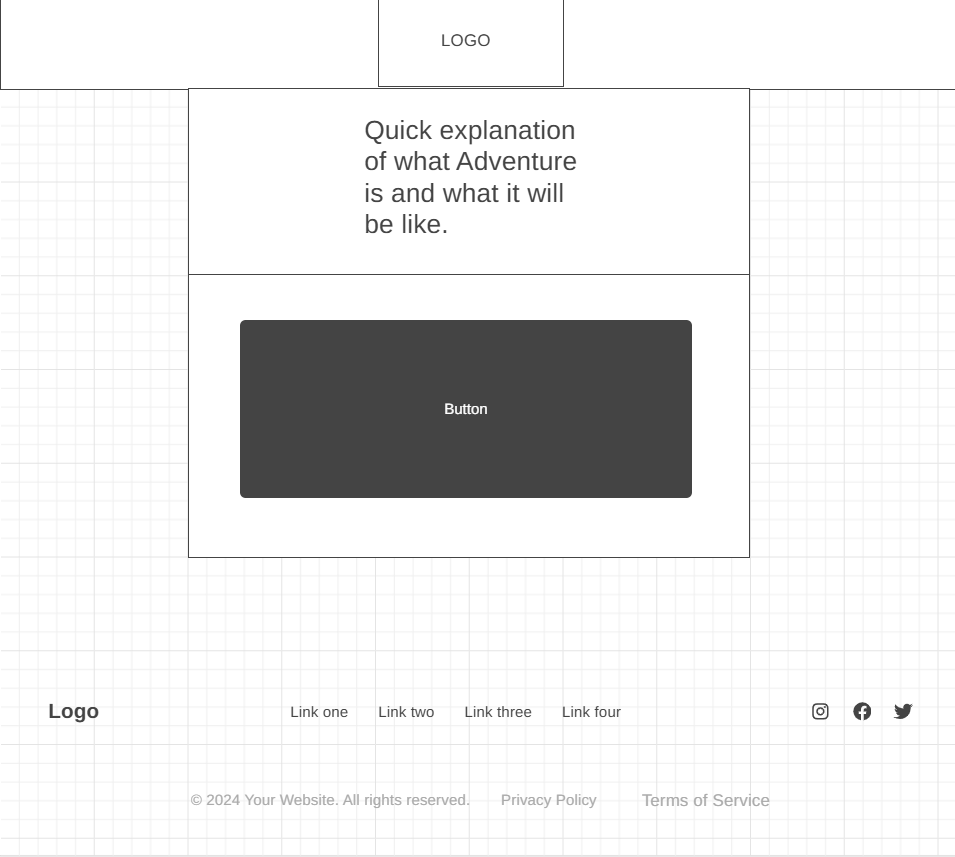 LOGO
Quick explanation
of what Adventure
is and what it will
be like.
Button
Logo Link one Link two Link three Link four
© 2024 Your Website. All rights reserved. Privacy Policy Terms of Service